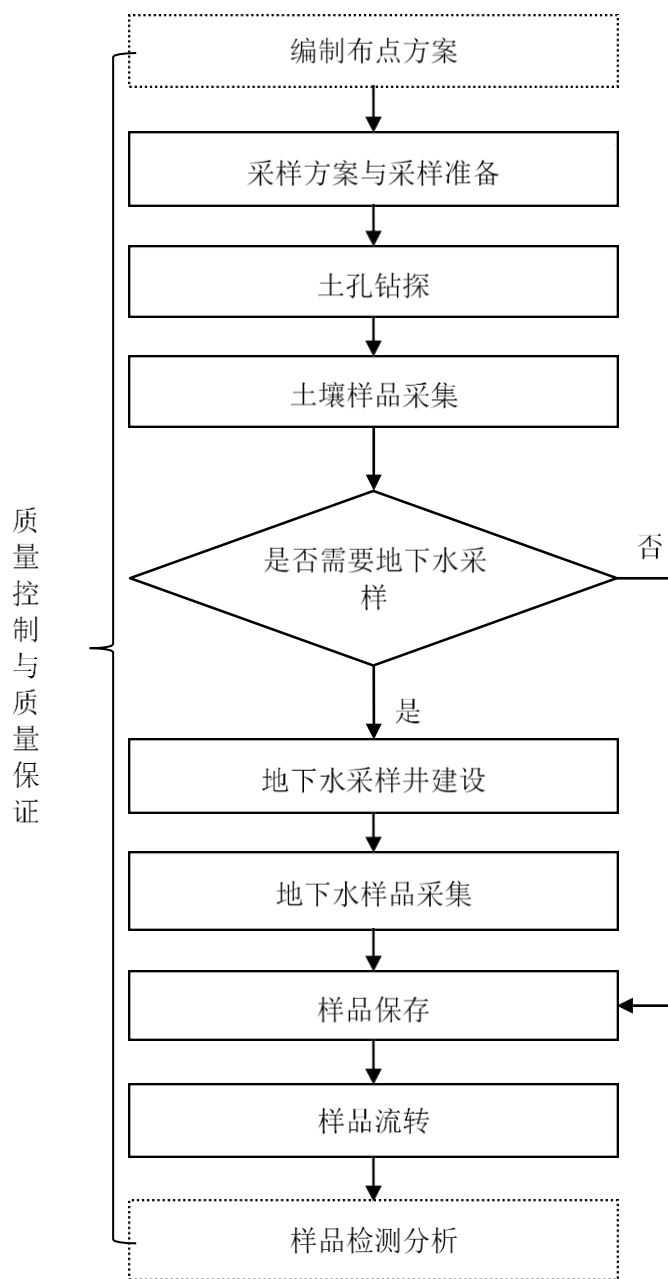 编制布点方案
采样方案与采样准备
土孔钻探
土壤样品采集
是否需要地下水采
样
否
是
地下水采样井建设
地下水样品采集
样品保存
样品流转
样品检测分析
质量控制与质量保证